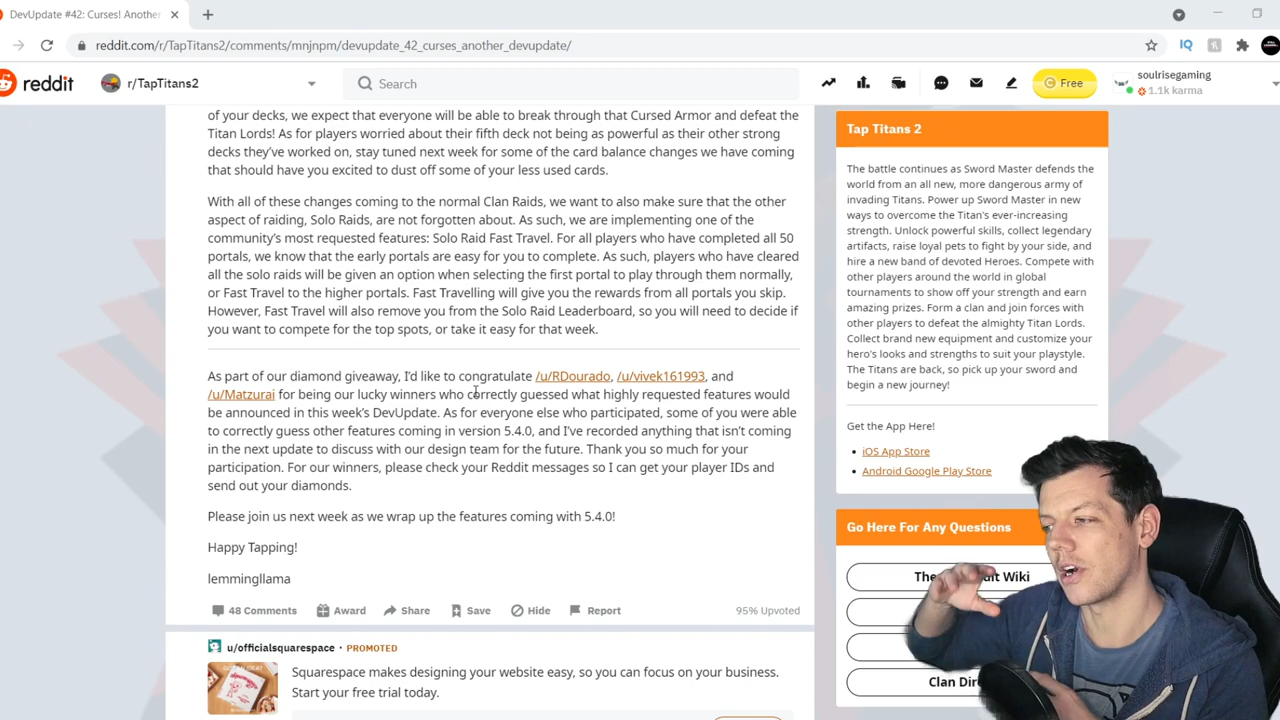 DevUpdate #42: Curses! Another
reddit.com/r/TapTitans2/comments/mnjnpm/devupdate_42_curses_another_devupdate/
reddit
r/TapTitans2
Search
Free
soulrisegaming
1.1k karma
of your decks, we expect that everyone will be able to break through that Cursed Armor and defeat the
Titan Lords! As for players worried about their fifth deck not being as powerful as their other strong
decks they've worked on, stay tuned next week for some of the card balance changes we have coming
that should have you excited to dust off some of your less used cards.
With all of these changes coming to the normal Clan Raids, we want to also make sure that the other
aspect of raiding, Solo Raids, are not forgotten about. As such, we are implementing one of the
community's most requested features: Solo Raid Fast Travel. For all players who have completed all 50
portals, we know that the early portals are easy for you to complete. As such, players who have cleared
all the solo raids will be given an option when selecting the first portal to play through them normally,
or Fast Travel to the higher portals. Fast Travelling will give you the rewards from all portals you skip.
However, Fast Travel will also remove you from the Solo Raid Leaderboard, so you will need to decide if
you want to compete for the top spots, or take it easy for that week.
As part of our diamond giveaway, I'd like to congratulate /u/RDourado, /u/vivek161993, and
/u/Matzurai for being our lucky winners who correctly guessed what highly requested features would
be announced in this week's DevUpdate. As for everyone else who participated, some of you were able
to correctly guess other features coming in version 5.4.0, and I've recorded anything that isn't coming
in the next update to discuss with our design team for the future. Thank you so much for your
participation. For our winners, please check your Reddit messages so I can get your player IDs and
send out your diamonds.
Please join us next week as we wrap up the features coming with 5.4.0!
Happy Tapping!
lemmingllama
48 Comments Award Share Save Hide Report 95% Upvoted
u/officialsquarespace • PROMOTED
Squarespace makes designing your website easy, so you can focus on your business.
Start your free trial today.
Tap Titans 2
The battle continues as Sword Master defends the
world from an all new, more dangerous army of
invading Titans. Power up Sword Master in new
ways to overcome the Titan's ever-increasing
strength. Unlock powerful skills, collect legendary
artifacts, raise loyal pets to fight by your side, and
hire a new band of devoted Heroes. Compete with
other players around the world in global
tournaments to show off your strength and earn
amazing prizes. Form a clan and join forces with
other players to defeat the almighty Titan Lords.
Collect brand new equipment and customize your
hero's looks and strengths to suit your playstyle.
The Titans are back, so pick up your sword and
begin a new journey!
Get the App Here!
• iOS App Store
• Android Google Play Store
Go Here For Any Questions
Wiki
Clan